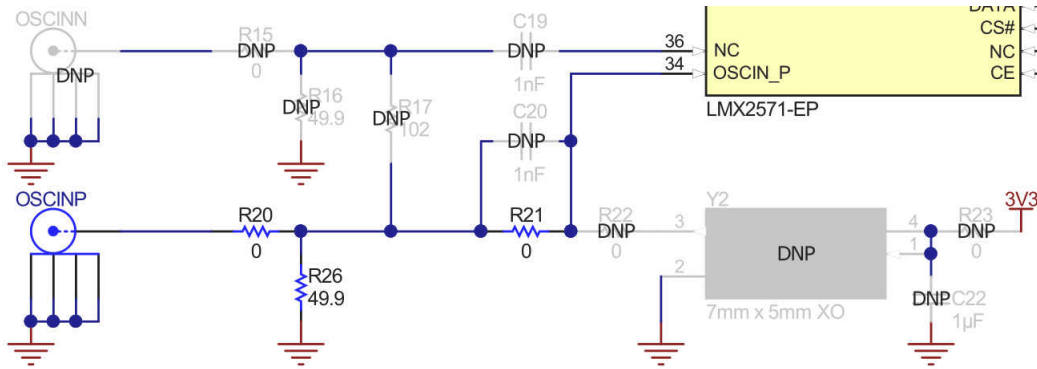 OSCINN
R15
DNP
0
C19
DNP
1nF
36
NC
34
OSCIN_P
DATA
CS#
NC
CE
LMX2571-EP
DNP
R16
DNP
49.9
R17
DNP
102
C20
DNP
1nF
OSCINP
R20
0
R26
49.9
R21
0
R22
DNP
0
Y2
3
2
DNP
4
1
7mm x 5mm XO
R23
DNP
0
3V3
DNP
C22
1µF